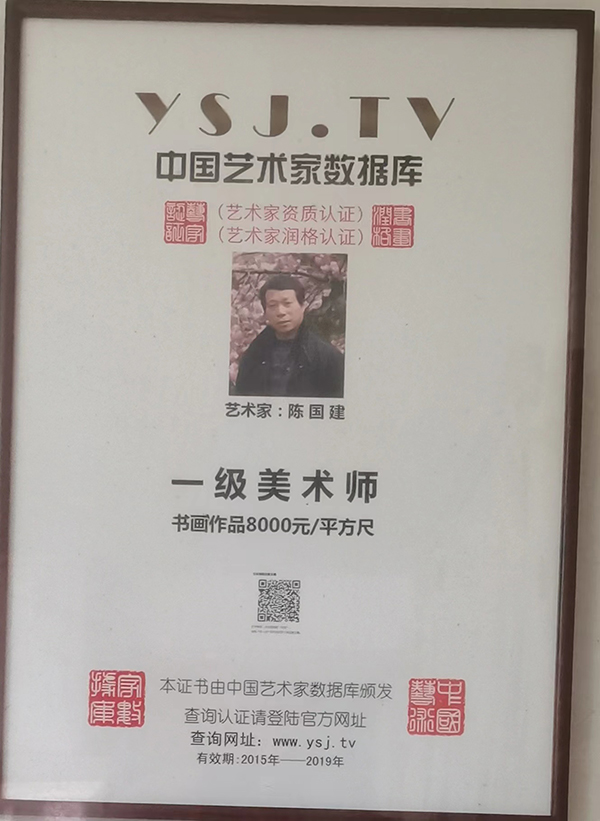 YSJ.TV
中国艺术家数据库
(艺术家资质认证)
(艺术家润格认证)
艺术家:陈国建
一级美术师
书画作品8000元/平方尺
本证书由中国艺术家数据库颁发
查询认证请登陆官方网址
查询网址:www.ysj.tv
有效期:2015年——2019年